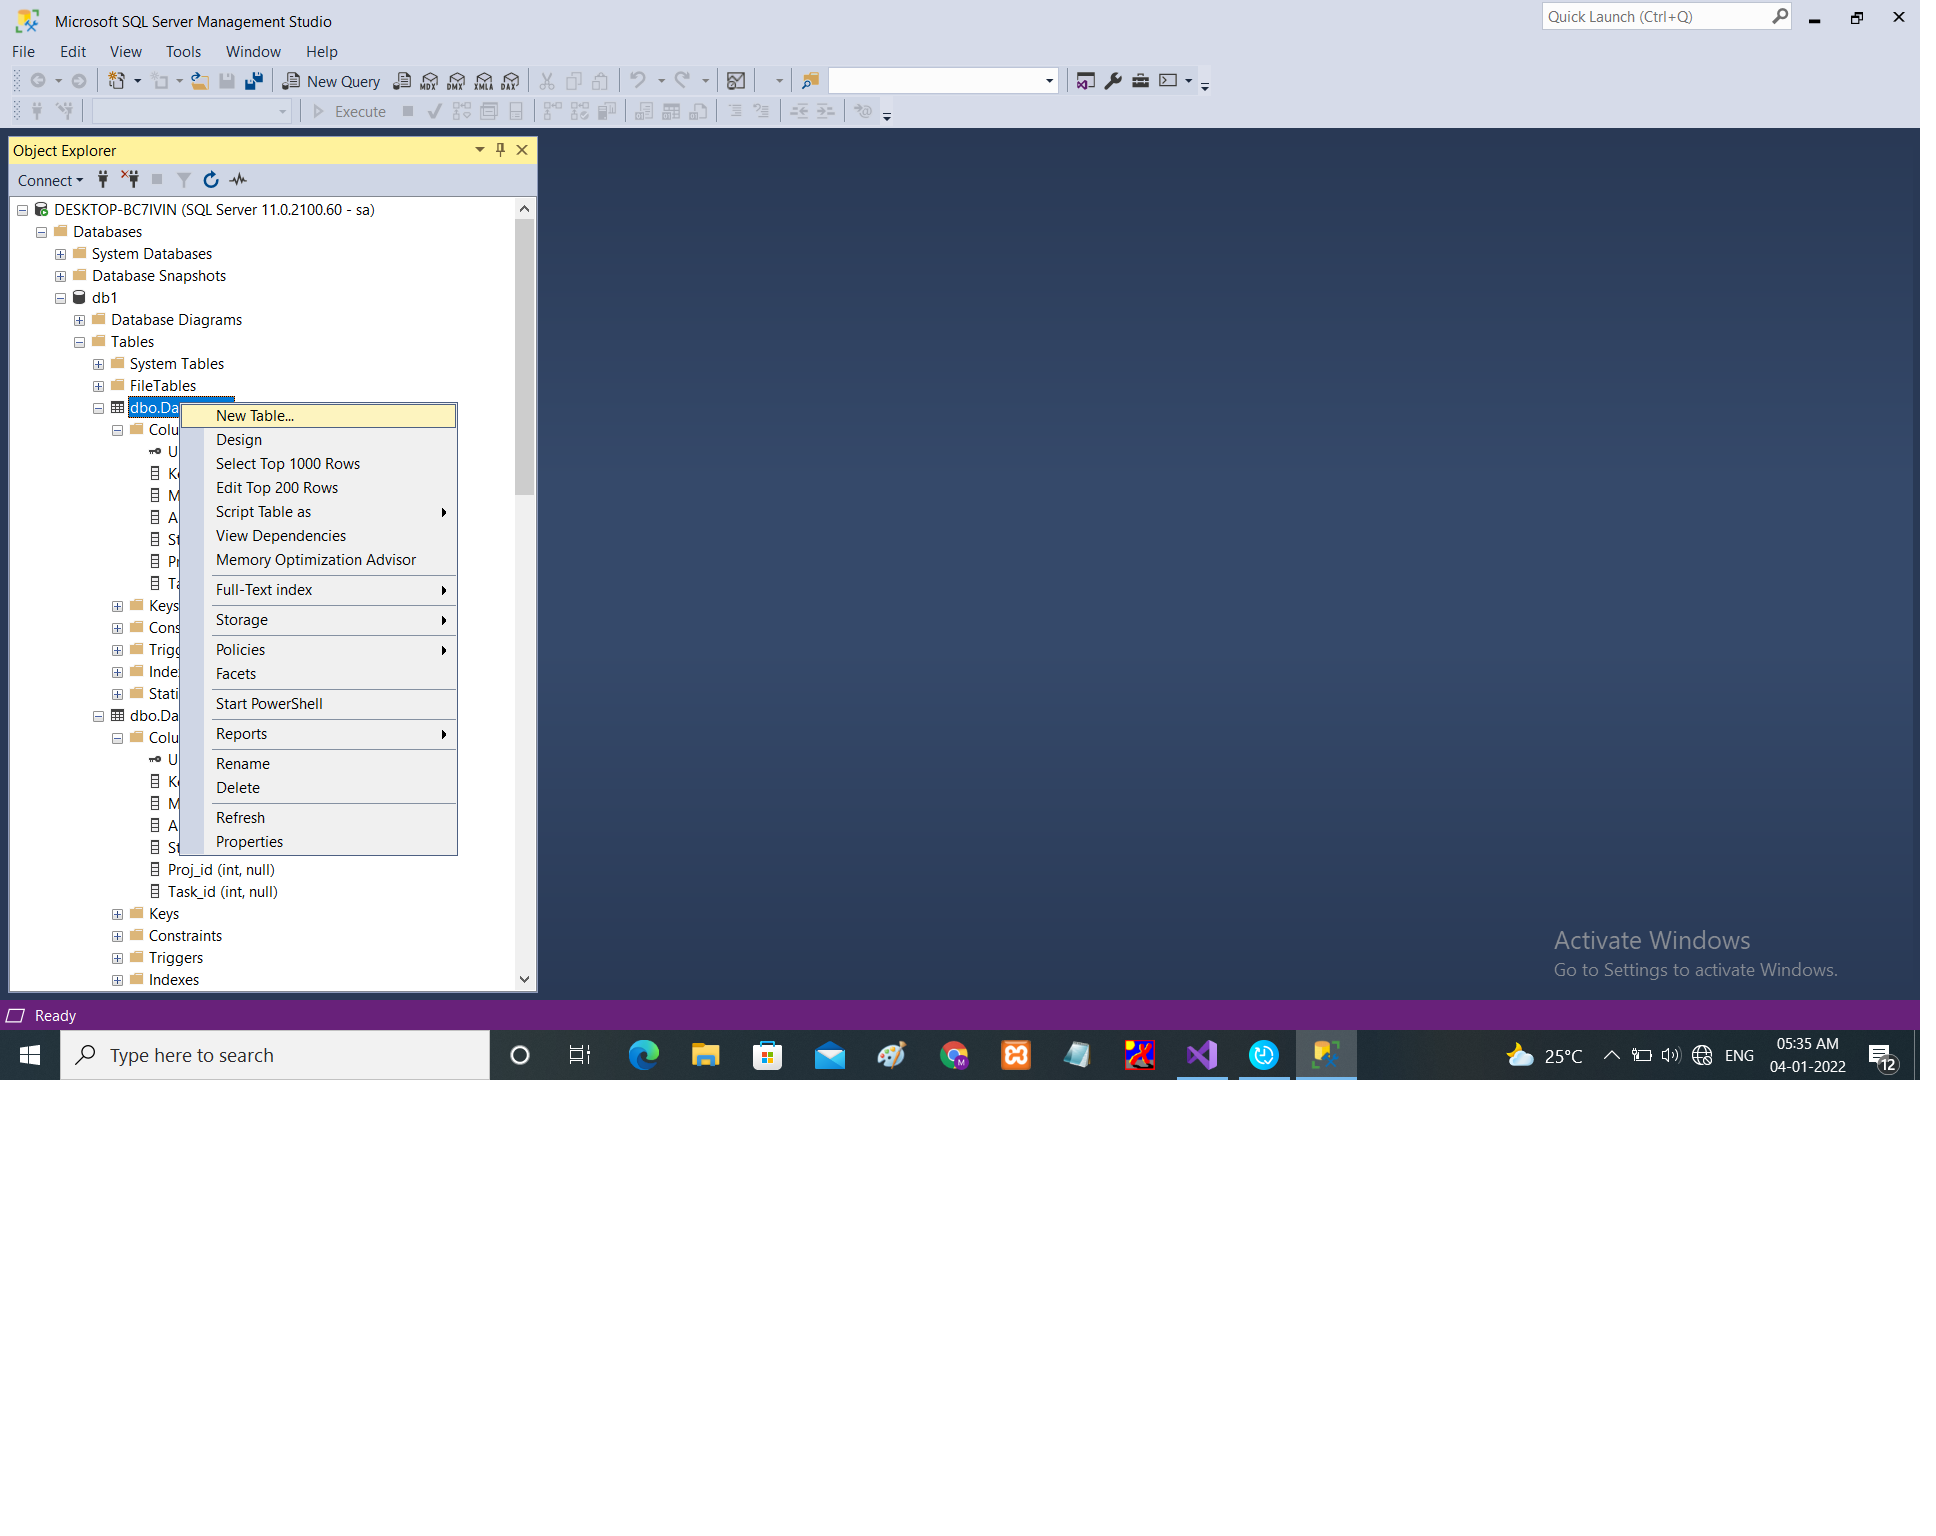 Microsoft SQL Server Management Studio
Quick Launch (Ctrl+Q)
File Edit View Tools Window Help
New Query MDX DMX XMLA DAX
Execute
Object Explorer
Connect
DESKTOP-BC7IVIN (SQL Server 11.0.2100.60 - sa)
Databases
System Databases
Database Snapshots
db1
Database Diagrams
Tables
System Tables
FileTables
dbo.Da
Colu
U
K
M
A
St
Pr
Ta
Keys
Cons
Trigg
Inde
Stati
dbo.Da
Colu
U
K
M
A
St
Proj_id (int, null)
Task_id (int, null)
Keys
Constraints
Triggers
Indexes
New Table...
Design
Select Top 1000 Rows
Edit Top 200 Rows
Script Table as
View Dependencies
Memory Optimization Advisor
Full-Text index
Storage
Policies
Facets
Start PowerShell
Reports
Rename
Delete
Refresh
Properties
Activate Windows
Go to Settings to activate Windows.
Ready
Type here to search
M
25°C
ENG
05:35 AM
04-01-2022
12